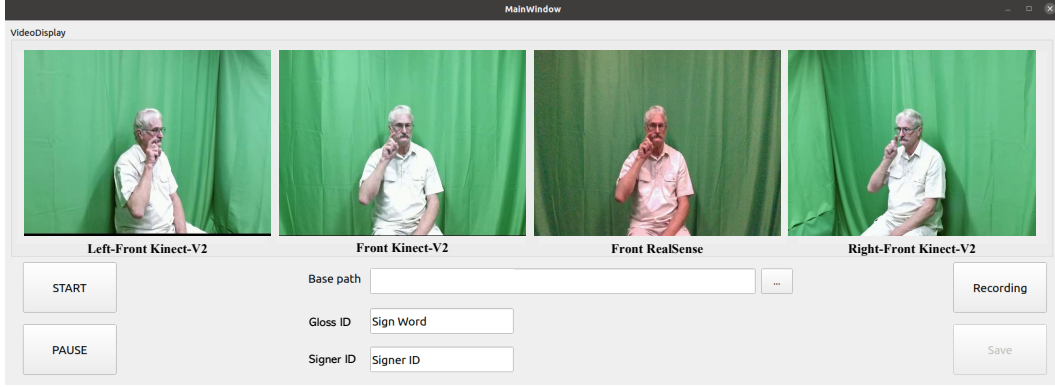 MainWindow
VideoDisplay
Left-Front Kinect-V2
Front Kinect-V2
Front RealSense
Right-Front Kinect-V2
START
Base path
...
Recording
Gloss ID
Sign Word
PAUSE
Signer ID
Signer ID
Save